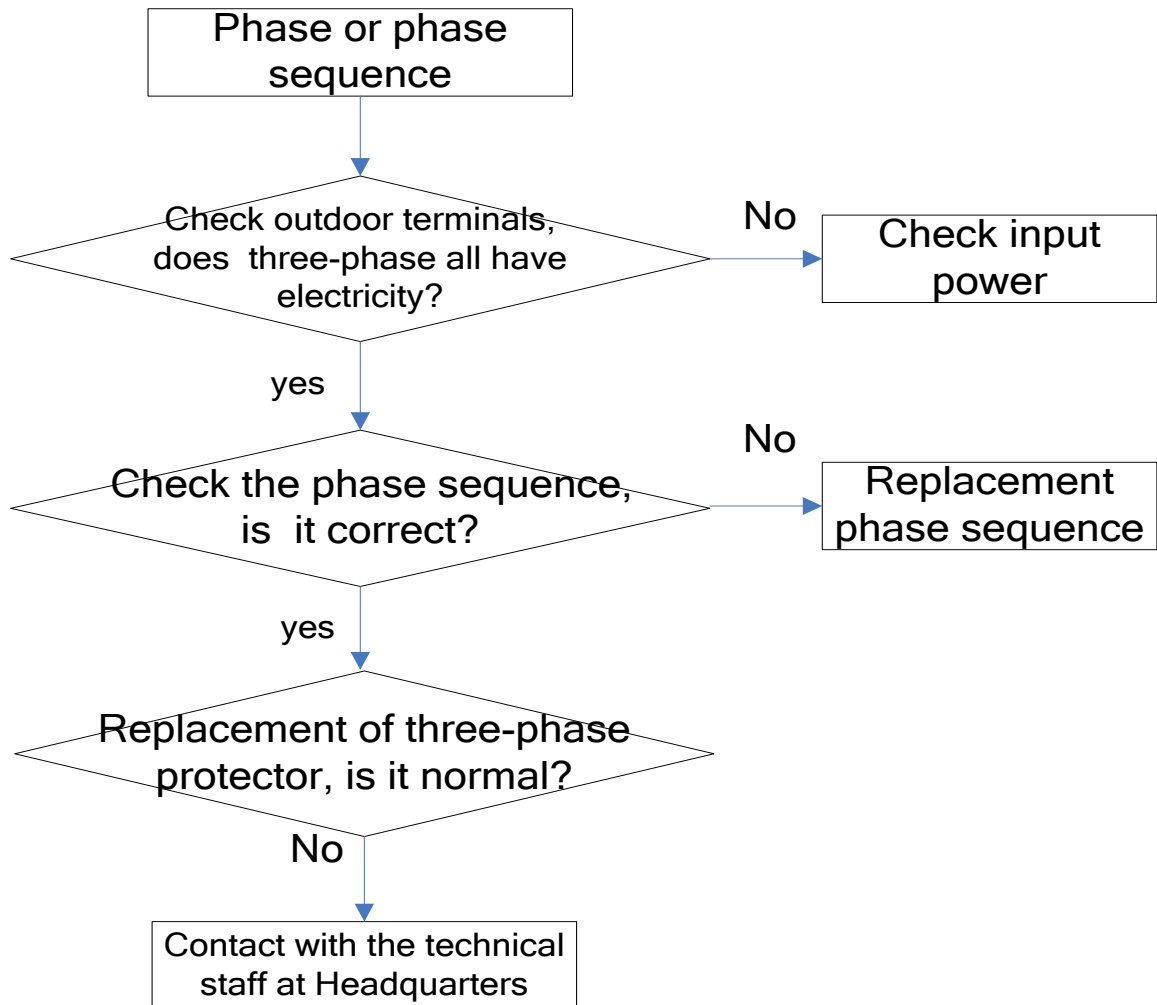 Phase or phase
sequence
Check outdoor terminals,
does three-phase all have
electricity?
No
Check input
power
yes
Check the phase sequence,
is it correct?
No
Replacement
phase sequence
yes
Replacement of three-phase
protector, is it normal?
No
Contact with the technical
staff at Headquarters